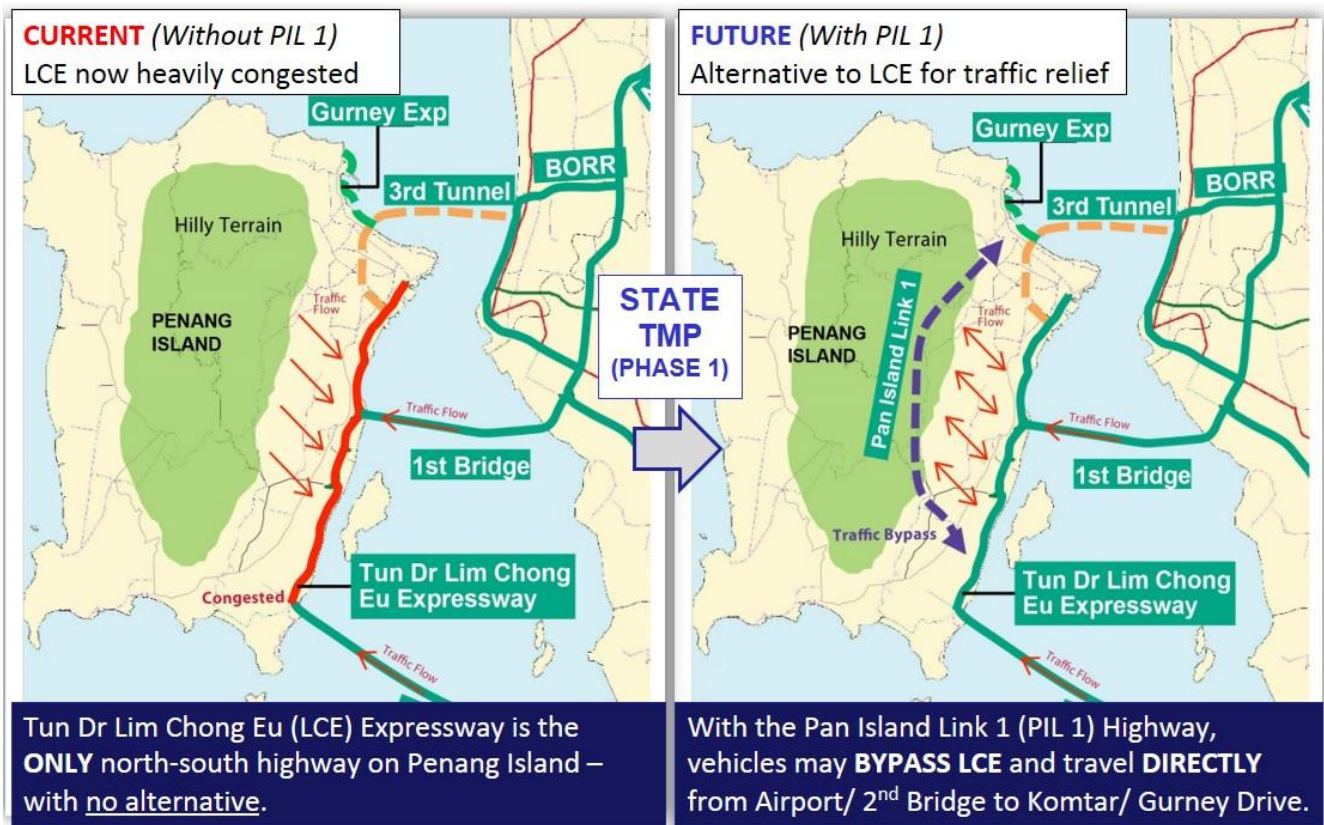 CURRENT (Without PIL 1)
LCE now heavily congested
Gurney Exp
BORR
3rd Tunnel
Hilly Terrain
Traffic
Flow
PENANG
ISLAND
Traffic Flow
1st Bridge
Tun Dr Lim Chong
Eu Expressway
Congested
Traffic Flow
Tun Dr Lim Chong Eu (LCE) Expressway is the
ONLY north-south highway on Penang Island –
with no alternative.
STATE
TMP
(PHASE 1)
FUTURE (With PIL 1)
Alternative to LCE for traffic relief
Gurney Exp
BORR
3rd Tunnel
Hilly Terrain
Traffic
Flow
PENANG
ISLAND
Pan Island Link 1
Traffic Flow
1st Bridge
Traffic Bypass
Tun Dr Lim Chong
Eu Expressway
Traffic Flow
With the Pan Island Link 1 (PIL 1) Highway,
vehicles may BYPASS LCE and travel DIRECTLY
from Airport/ 2nd Bridge to Komtar/ Gurney Drive.